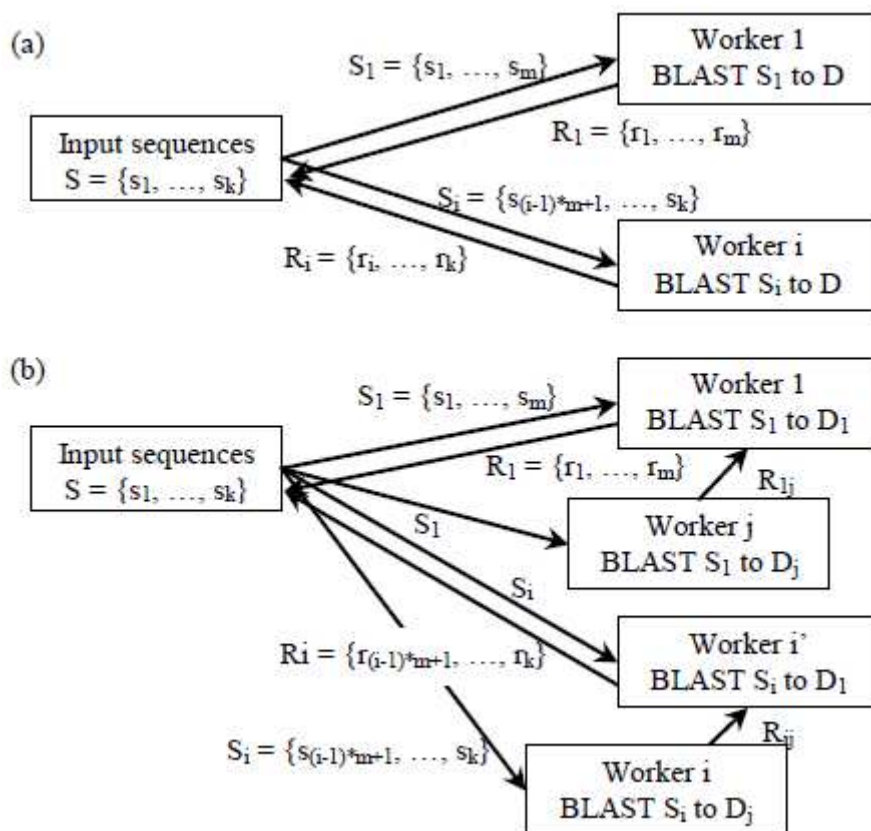 (a)
Worker 1
BLAST S1 to D
S1 = {s1, …, sm}
R1 = {r1, …, rm}
Input sequences
S = {s1, …, sk}
Si = {s(i-1)*m+1, …, sk}
Ri = {ri, …, rk}
Worker i
BLAST Si to D
(b)
Worker 1
BLAST S1 to D1
S1 = {s1, …, sm}
R1 = {r1, …, rm}
R1j
Input sequences
S = {s1, …, sk}
S1
Worker j
BLAST S1 to Dj
Si
Worker i’
BLAST Si to D1
Ri = {r(i-1)*m+1, …, rk}
Rij
Si = {s(i-1)*m+1, …, sk}
Worker i
BLAST Si to Dj